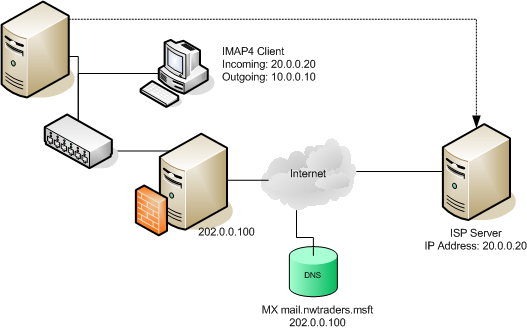 IMAP4 Client
Incoming: 20.0.0.20
Outgoing: 10.0.0.10
Internet
202.0.0.100
ISP Server
IP Address: 20.0.0.20
DNS
MX mail.nwtraders.msft
202.0.0.100